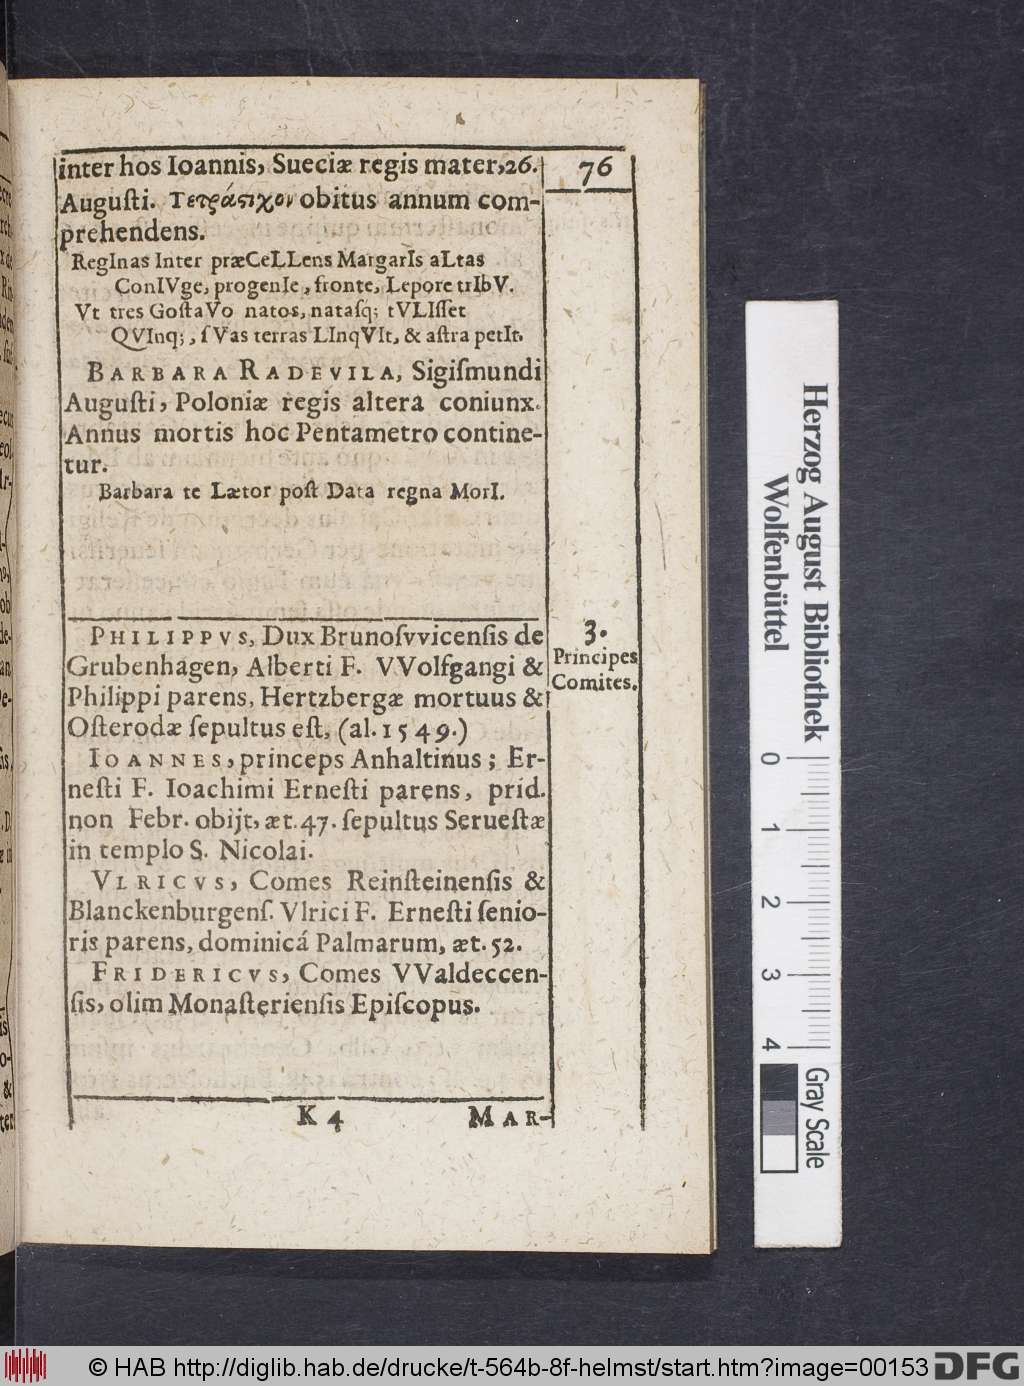 inter hos Ioannis, Sueciæ regis mater, 26.
76
Auguſti. Τετράστιχον obitus annum com-
prehendens.
RegInas Inter præCeLLens MargarIs aLtas
ConIVge, progenIe, fronte, Lepore trIbV.
Vt tres GoſtaVo natos, nataſq; tVLIſſet
QVInq;, ſVas terras LInqVIt, & aſtra petIt.
BARBARA RADEVILA, Sigiſmundi
Auguſti, Poloniæ regis altera coniunx.
Annus mortis hoc Pentametro contine-
tur.
Barbara te Lætor poſt Data regna MorI.
PHILIPPVS, Dux Brunoſvvicenſis de
Grubenhagen, Alberti F. VVolfgangi &
Philippi parens, Hertzbergæ mortuus &
Oſterodæ ſepultus eſt, (al. 1549.)
3.
Principes
Comites.
IOANNES, princeps Anhaltinus; Er-
neſti F. Ioachimi Erneſti parens, prid.
non Febr. obijt, æt. 47. ſepultus Serueſtæ
in templo S. Nicolai.
VLRICVS, Comes Reinſteinenſis &
Blanckenburgenſ. Vlrici F. Erneſti ſenio-
ris parens, dominicá Palmarum, æt. 52.
FRIDERICVS, Comes VValdeccen-
ſis, olim Monaſterienſis Epiſcopus.
K 4
MAR-
Herzog August Bibliothek
Wolfenbüttel
0 1 2 3 4
Gray Scale
© HAB http://diglib.hab.de/drucke/t-564b-8f-helmst/start.htm?image=00153
DFG